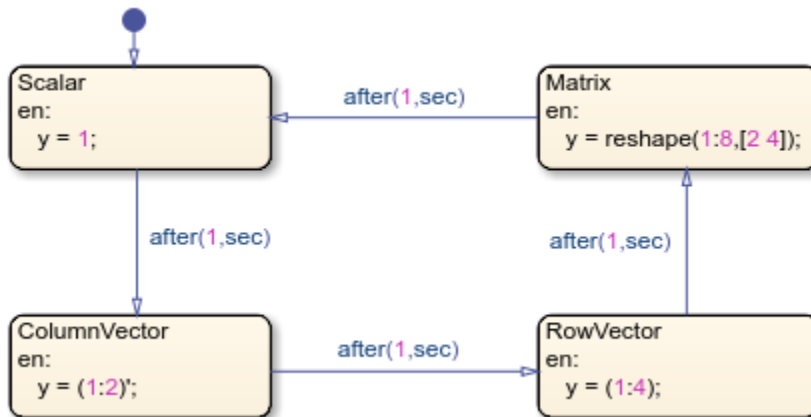 Scalar
en:
y = 1;
after(1,sec)
Matrix
en:
y = reshape(1:8,[2 4]);
after(1,sec)
after(1,sec)
ColumnVector
en:
y = (1:2)';
after(1,sec)
RowVector
en:
y = (1:4);